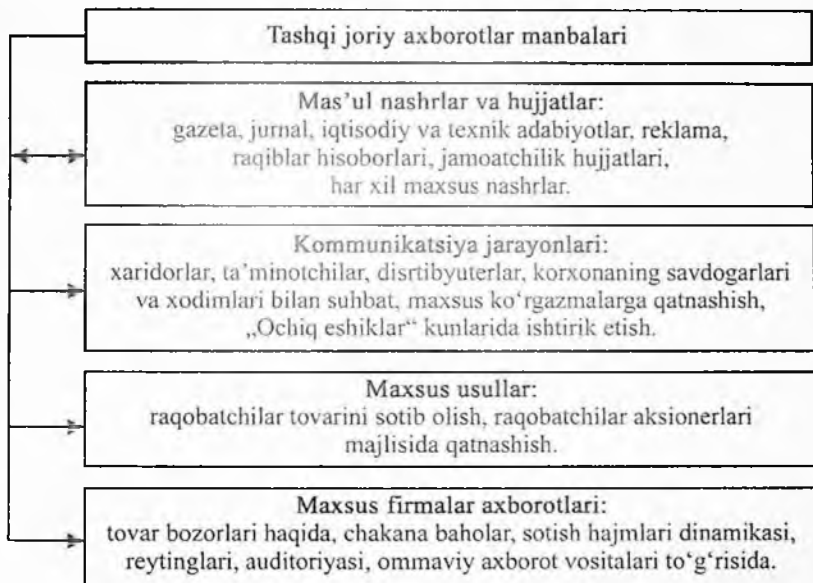 Tashqi joriy axborotlar manbalari
Mas’ul nashrlar va hujjatlar:
gazeta, jurnal, iqtisodiy va texnik adabiyotlar, reklama,
raqiblar hisoborlari, jamoatchilik hujjatlari,
har xil maxsus nashrlar.
Kommunikatsiya jarayonlari:
xaridorlar, ta’minotchilar, disrtibyuterlar, korxonaning savdogarlari
va xodimlari bilan suhbat, maxsus ko‘rgazmalarga qatnashish,
„Ochiq eshiklar“ kunlarida ishtirik etish.
Maxsus usullar:
raqobatchilar tovarini sotib olish, raqobatchilar aksionerlari
majlisida qatnashish.
Maxsus firmalar axborotlari:
tovar bozorlari haqida, chakana baholar, sotish hajmlari dinamikasi,
reytinglari, auditoriyasi, ommaviy axborot vositalari to‘g‘risida.